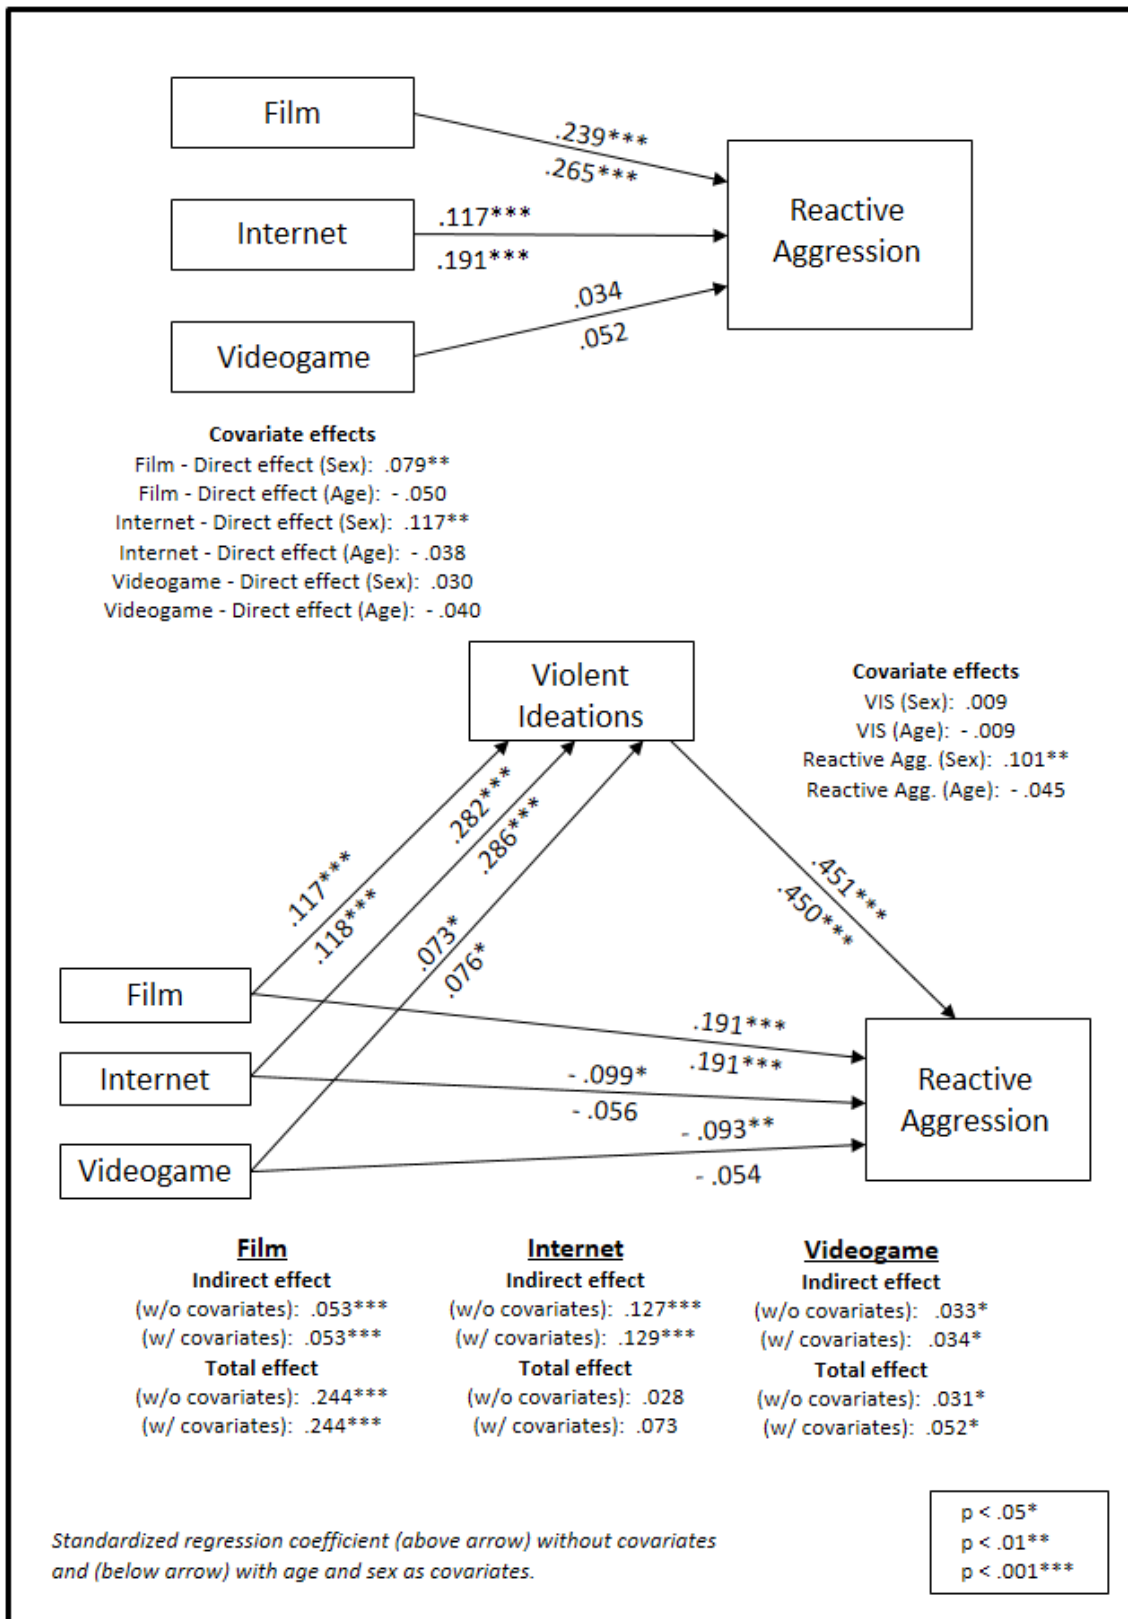 Film
.239***
.265***
Reactive
Aggression
Internet
.117***
.191***
Videogame
.034
.052
Covariate effects
Film - Direct effect (Sex): .079**
Film - Direct effect (Age): - .050
Internet - Direct effect (Sex): .117**
Internet - Direct effect (Age): - .038
Videogame - Direct effect (Sex): .030
Videogame - Direct effect (Age): - .040
Violent
Ideations
Covariate effects
VIS (Sex): .009
VIS (Age): - .009
Reactive Agg. (Sex): .101**
Reactive Agg. (Age): - .045
.117***
.118***
.282***
.286***
.073*
.076*
.451***
.450***
Film
Internet
Videogame
.191***
.191***
- .099*
- .056
- .093**
- .054
Reactive
Aggression
Film
Indirect effect
(w/o covariates): .053***
(w/ covariates): .053***
Total effect
(w/o covariates): .244***
(w/ covariates): .244***
Internet
Indirect effect
(w/o covariates): .127***
(w/ covariates): .129***
Total effect
(w/o covariates): .028
(w/ covariates): .073
Videogame
Indirect effect
(w/o covariates): .033*
(w/ covariates): .034*
Total effect
(w/o covariates): .031*
(w/ covariates): .052*
Standardized regression coefficient (above arrow) without covariates
and (below arrow) with age and sex as covariates.
p < .05*
p < .01**
p < .001***